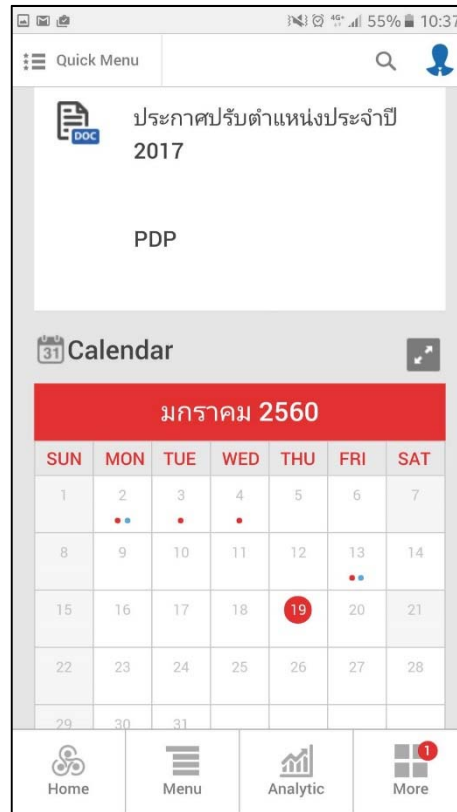 4G+ 55% 10:37
Quick Menu
DOC
ประกาศปรับตำแหน่งประจำปี
2017
PDP
31 Calendar
มกราคม 2560
SUN MON TUE WED THU FRI SAT
1 2 3 4 5 6 7
8 9 10 11 12 13 14
15 16 17 18 19 20 21
22 23 24 25 26 27 28
29 30 31
1
Home Menu Analytic More